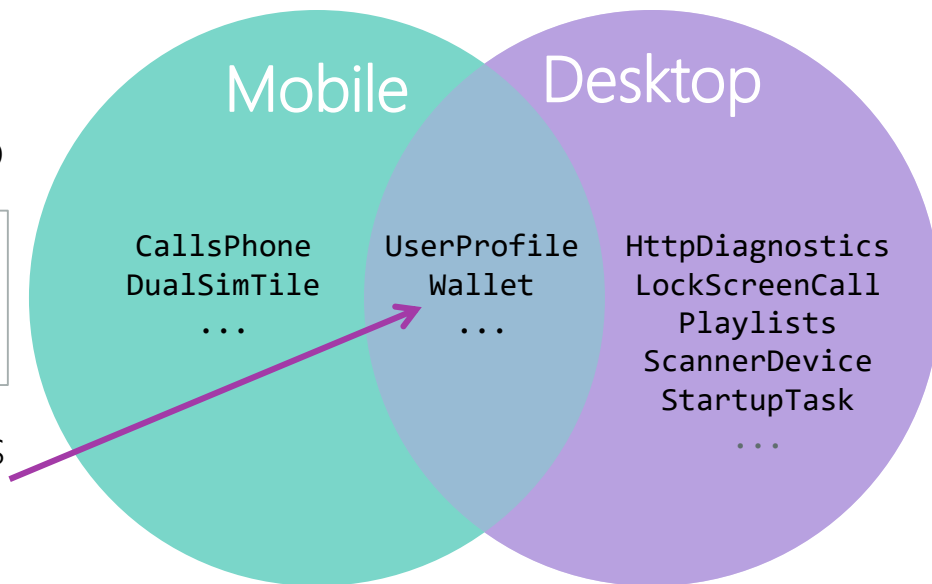 Mobile
Desktop
)
CallsPhone
DualSimTile
...
UserProfile
Wallet
...
HttpDiagnostics
LockScreenCall
Playlists
ScannerDevice
StartupTask
...
s